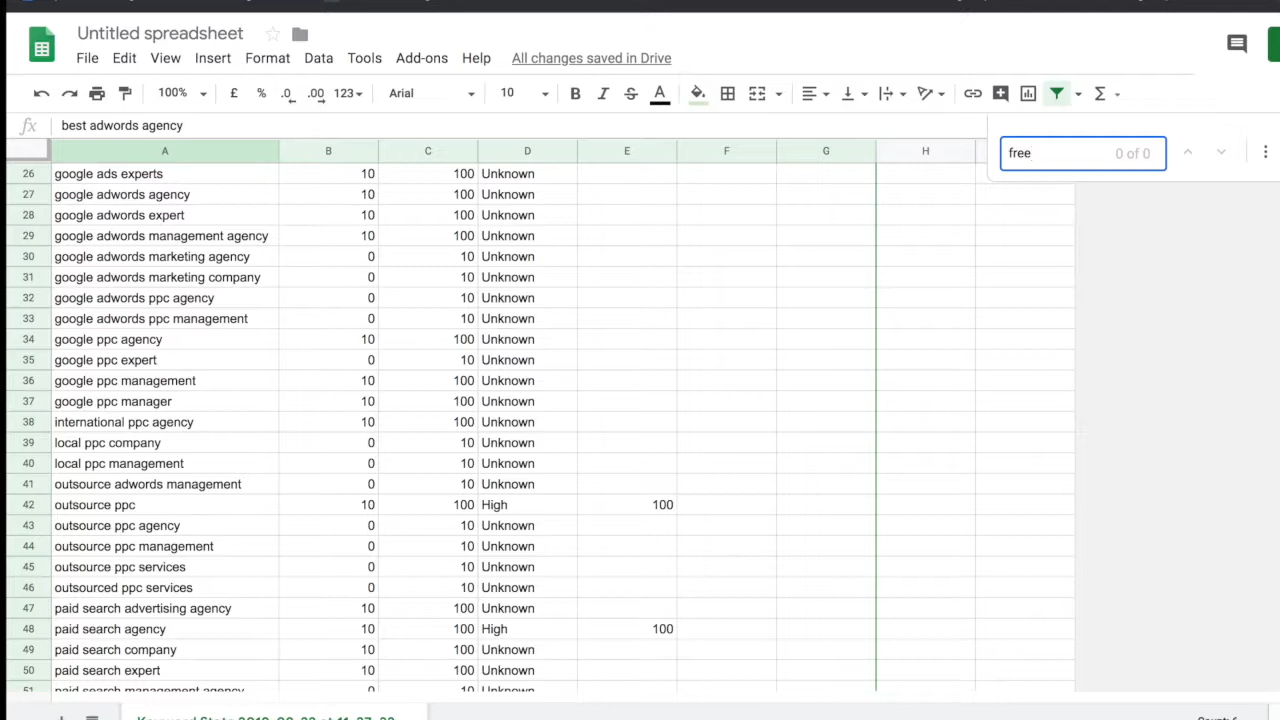 Untitled spreadsheet
File Edit View Insert Format Data Tools Add-ons Help All changes saved in Drive
100% £ % .0 .00 123 Arial 10 B I S A Σ
fx best adwords agency
free 0 of 0
A B C D E F G H
26 google ads experts 10 100 Unknown
27 google adwords agency 10 100 Unknown
28 google adwords expert 10 100 Unknown
29 google adwords management agency 10 100 Unknown
30 google adwords marketing agency 0 10 Unknown
31 google adwords marketing company 0 10 Unknown
32 google adwords ppc agency 0 10 Unknown
33 google adwords ppc management 0 10 Unknown
34 google ppc agency 10 100 Unknown
35 google ppc expert 0 10 Unknown
36 google ppc management 10 100 Unknown
37 google ppc manager 10 100 Unknown
38 international ppc agency 10 100 Unknown
39 local ppc company 0 10 Unknown
40 local ppc management 0 10 Unknown
41 outsource adwords management 0 10 Unknown
42 outsource ppc 10 100 High 100
43 outsource ppc agency 0 10 Unknown
44 outsource ppc management 0 10 Unknown
45 outsource ppc services 0 10 Unknown
46 outsourced ppc services 0 10 Unknown
47 paid search advertising agency 10 100 Unknown
48 paid search agency 10 100 High 100
49 paid search company 10 100 Unknown
50 paid search expert 10 100 Unknown
51 paid search management agency 0 10 Unknown